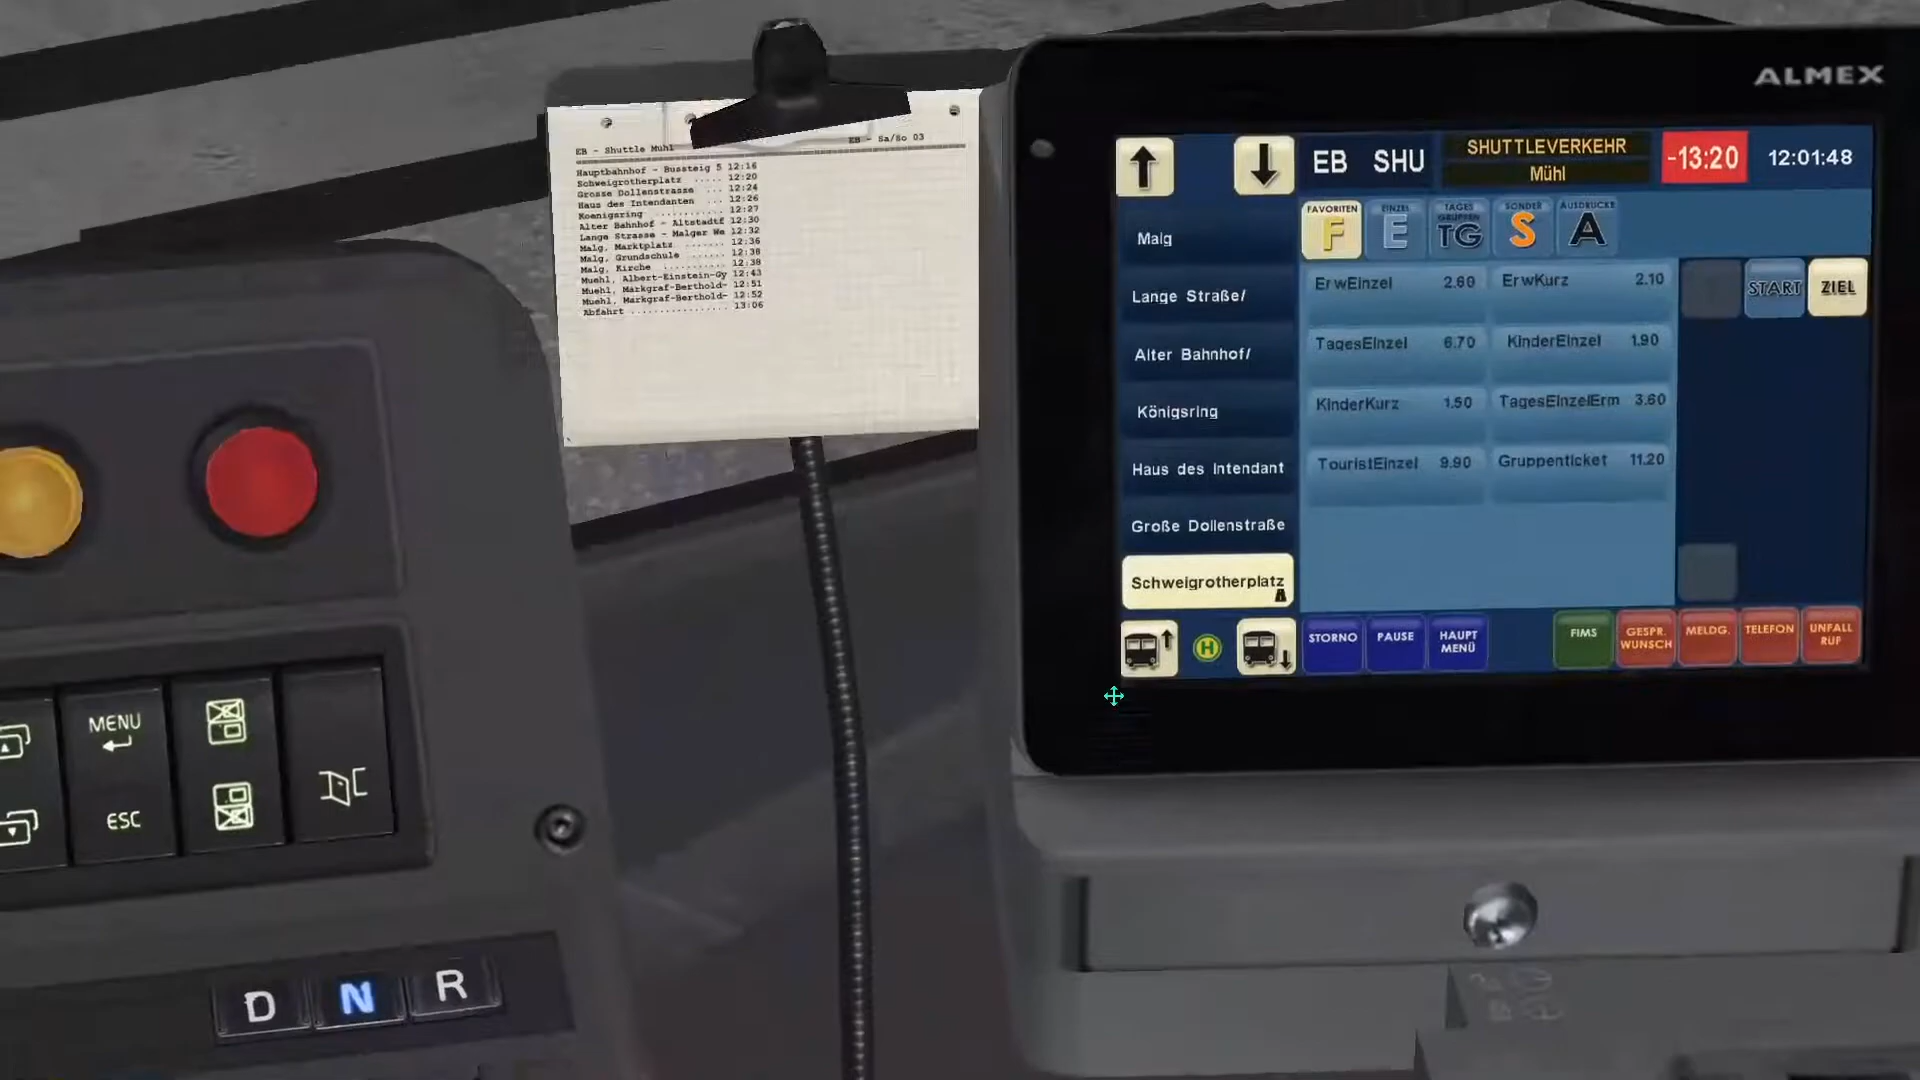 EB - Shuttle Muhl
EB - Sa/So 03
Hauptbahnhof - Bussteig 5 12:16
Schweigrotherplatz ..... 12:20
Grosse Dollenstrasse ... 12:24
Haus des Intendanten ... 12:26
Koenigsring ............ 12:27
Alter Bahnhof - Altstadtf 12:30
Lange Strasse - Malger We 12:32
Malg. Marktplatz ....... 12:36
Malg. Grundschule ...... 12:38
Malg. Kirche .......... 12:38
Muehl, Albert-Einstein-Gy 12:43
Muehl, Markgraf-Berthold- 12:51
Muehl, Markgraf-Berthold- 12:52
Abfahrt ................ 13:06
ALMEX
EB SHU
SHUTTLEVERKEHR
Mühl
-13:20
12:01:48
Malg
Lange Straße/
Alter Bahnhof/
Königsring
Haus des Intendant
Große Dollenstraße
Schweigrotherplatz
FAVORITEN
F
EINZEL
E
TAGES
GRUPPEN
TG
SONDER
S
AUSDRUCKE
A
ErwEinzel 2.60
ErwKurz 2.10
TagesEinzel 6.70
KinderEinzel 1.90
KinderKurz 1.50
TagesEinzelErm 3.60
TouristEinzel 9.90
Gruppenticket 11.20
START
ZIEL
H
STORNO
PAUSE
HAUPT
MENÜ
FIMS
GESPR.
WUNSCH
MELDG.
TELEFON
UNFALL
RUF
MENU
ESC
D
N
R